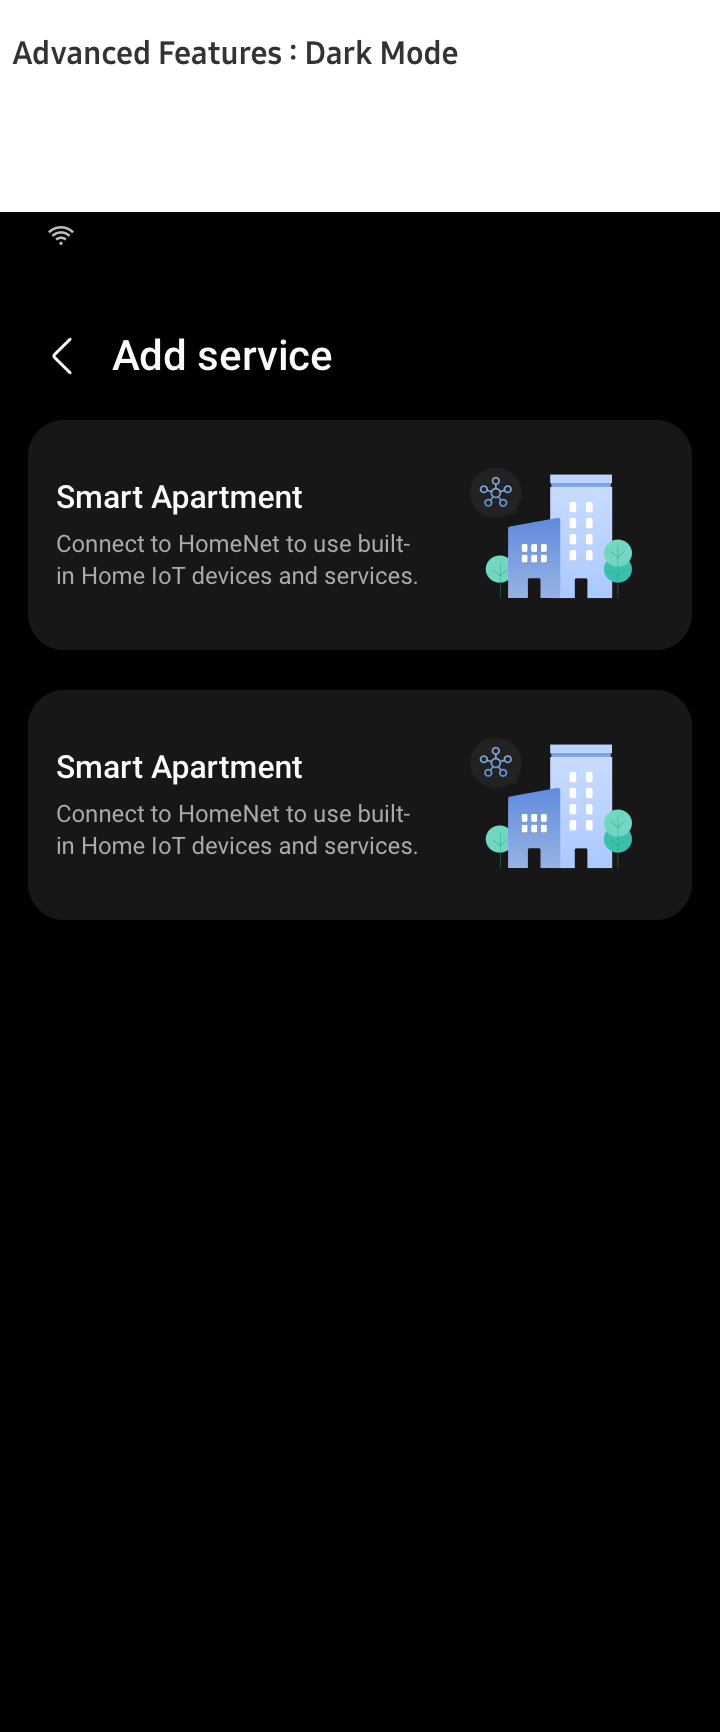 Advanced Features : Dark Mode
Add service
Smart Apartment
Connect to HomeNet to use built-
in Home IoT devices and services.
Smart Apartment
Connect to HomeNet to use built-
in Home IoT devices and services.